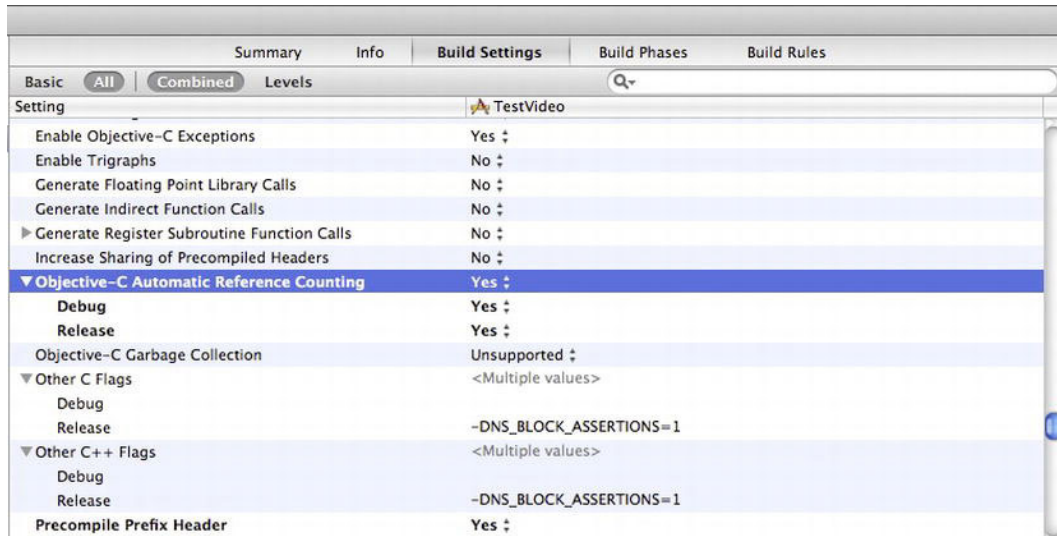 Summary Info Build Settings Build Phases Build Rules
Basic All Combined Levels
Setting TestVideo
Enable Objective-C Exceptions Yes
Enable Trigraphs No
Generate Floating Point Library Calls No
Generate Indirect Function Calls No
Generate Register Subroutine Function Calls No
Increase Sharing of Precompiled Headers No
Objective-C Automatic Reference Counting Yes
Debug Yes
Release Yes
Objective-C Garbage Collection Unsupported
Other C Flags <Multiple values>
Debug
Release -DNS_BLOCK_ASSERTIONS=1
Other C++ Flags <Multiple values>
Debug
Release -DNS_BLOCK_ASSERTIONS=1
Precompile Prefix Header Yes